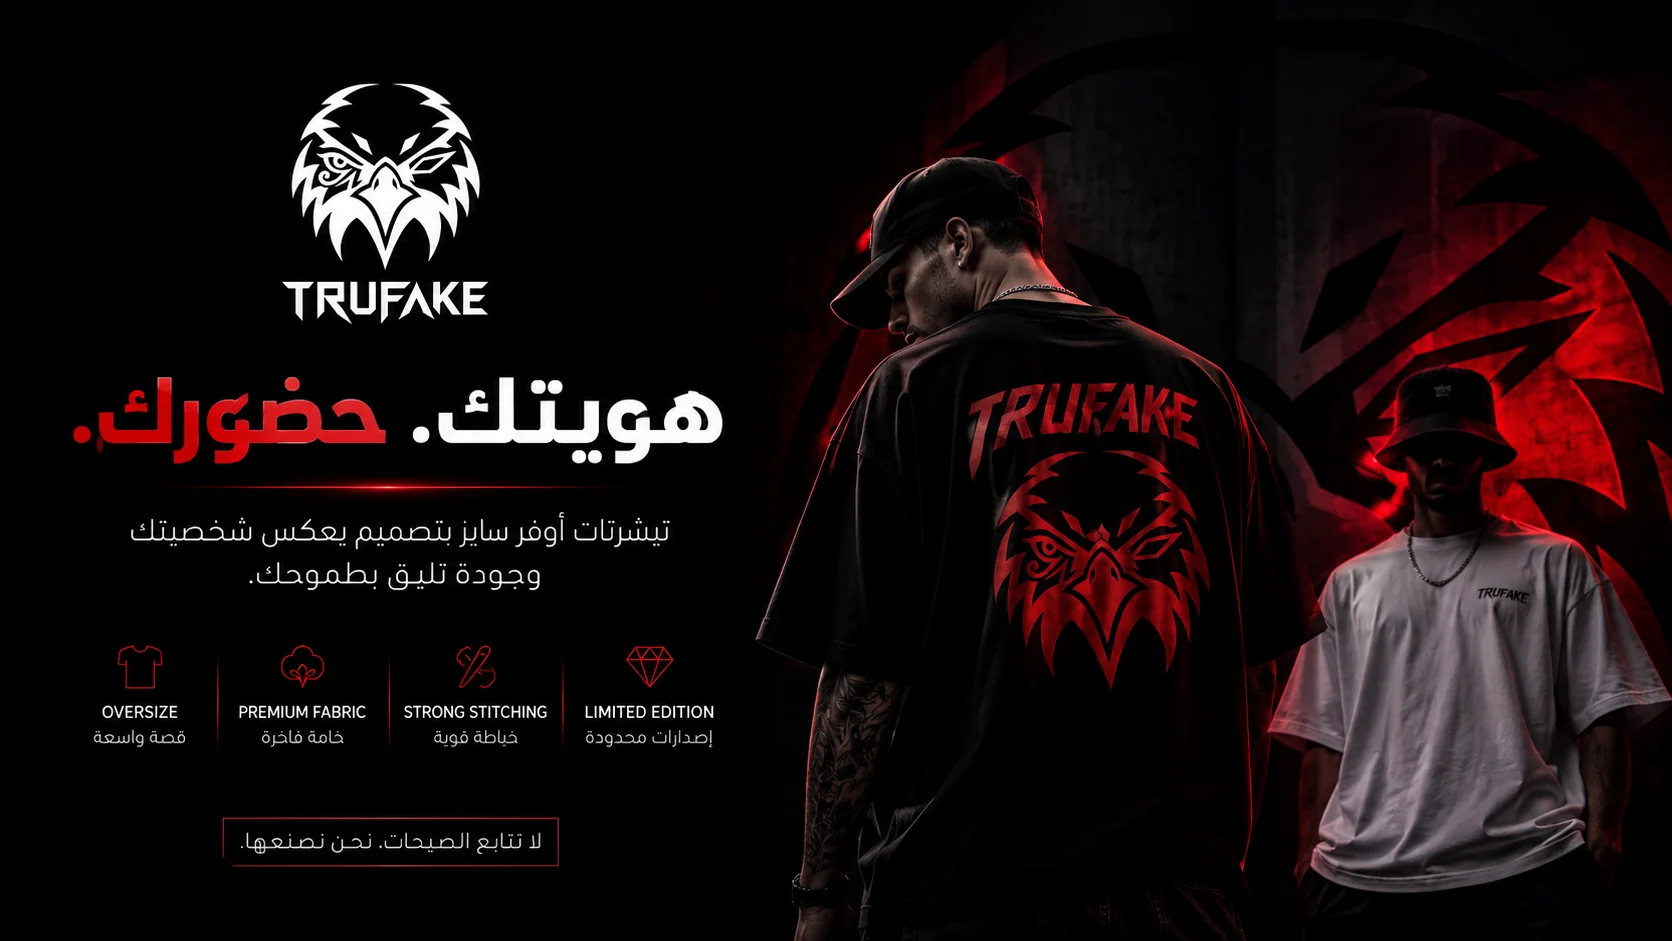 TRUFAKE
هويتك. حضورك.
تيشرتات أوفر سايز بتصميم يعكس شخصيتك
وجودة تليق بطموحك.
OVERSIZE
قصة واسعة
PREMIUM FABRIC
خامة فاخرة
STRONG STITCHING
خياطة قوية
LIMITED EDITION
إصدارات محدودة
لا تتابع الصيحات. نحن نصنعها.
TRUFAKE
TRUFAKE